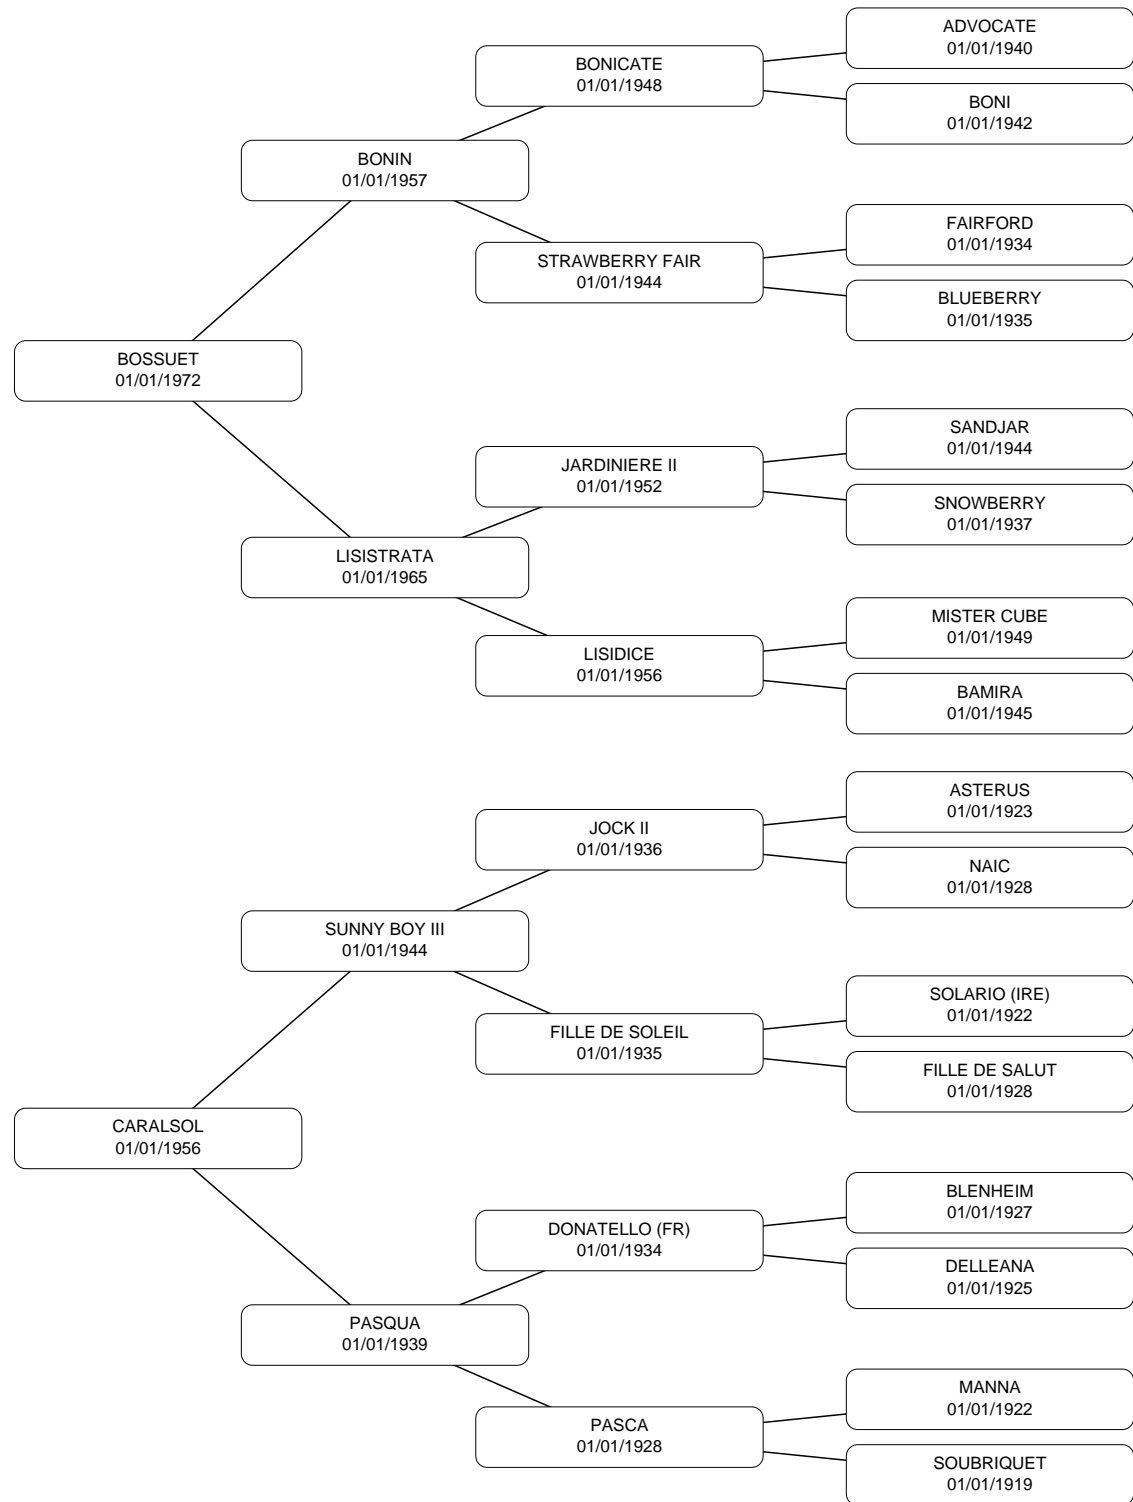 ADVOCATE
01/01/1940
BONICATE
01/01/1948
BONI
01/01/1942
BONIN
01/01/1957
FAIRFORD
01/01/1934
STRAWBERRY FAIR
01/01/1944
BLUEBERRY
01/01/1935
BOSSUET
01/01/1972
SANDJAR
01/01/1944
JARDINIERE II
01/01/1952
SNOWBERRY
01/01/1937
LISISTRATA
01/01/1965
MISTER CUBE
01/01/1949
LISIDICE
01/01/1956
BAMIRA
01/01/1945
ASTERUS
01/01/1923
JOCK II
01/01/1936
NAIC
01/01/1928
SUNNY BOY III
01/01/1944
SOLARIO (IRE)
01/01/1922
FILLE DE SOLEIL
01/01/1935
FILLE DE SALUT
01/01/1928
CARALSOL
01/01/1956
BLENHEIM
01/01/1927
DONATELLO (FR)
01/01/1934
DELLEANA
01/01/1925
PASQUA
01/01/1939
MANNA
01/01/1922
PASCA
01/01/1928
SOUBRIQUET
01/01/1919